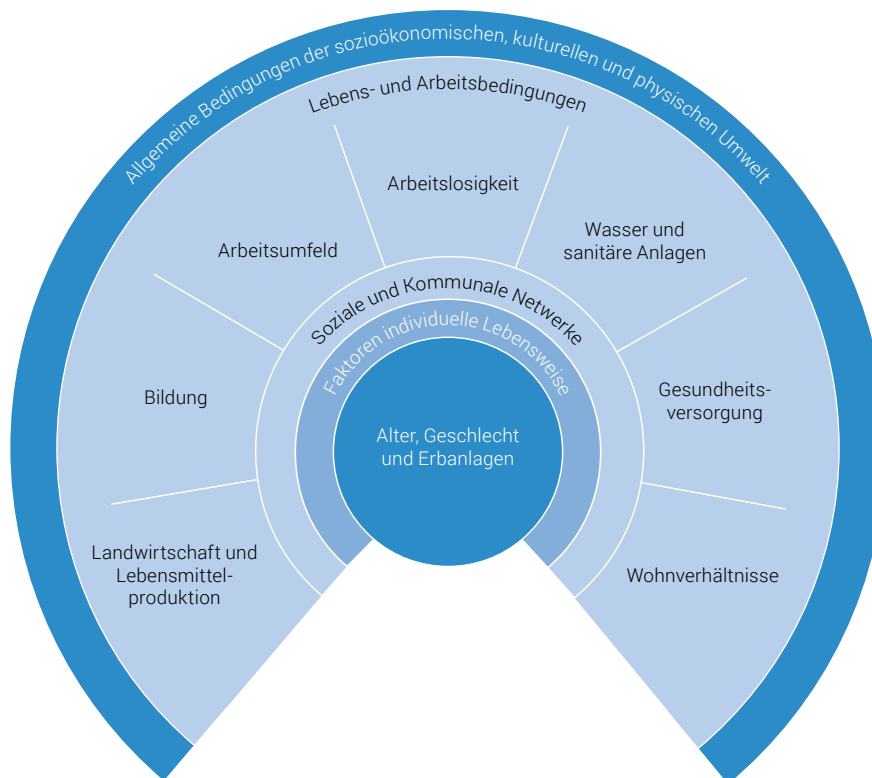 Allgemeine Bedingungen der sozioökonomischen, kulturellen und physischen Umwelt
Lebens- und Arbeitsbedingungen
Arbeitslosigkeit
Arbeitsumfeld
Wasser und
sanitäre Anlagen
Bildung
Gesundheits-
versorgung
Landwirtschaft und
Lebensmittel-
produktion
Wohnverhältnisse
Soziale und Kommunale Netwerke
Faktoren individuelle Lebensweise
Alter, Geschlecht
und Erbanlagen